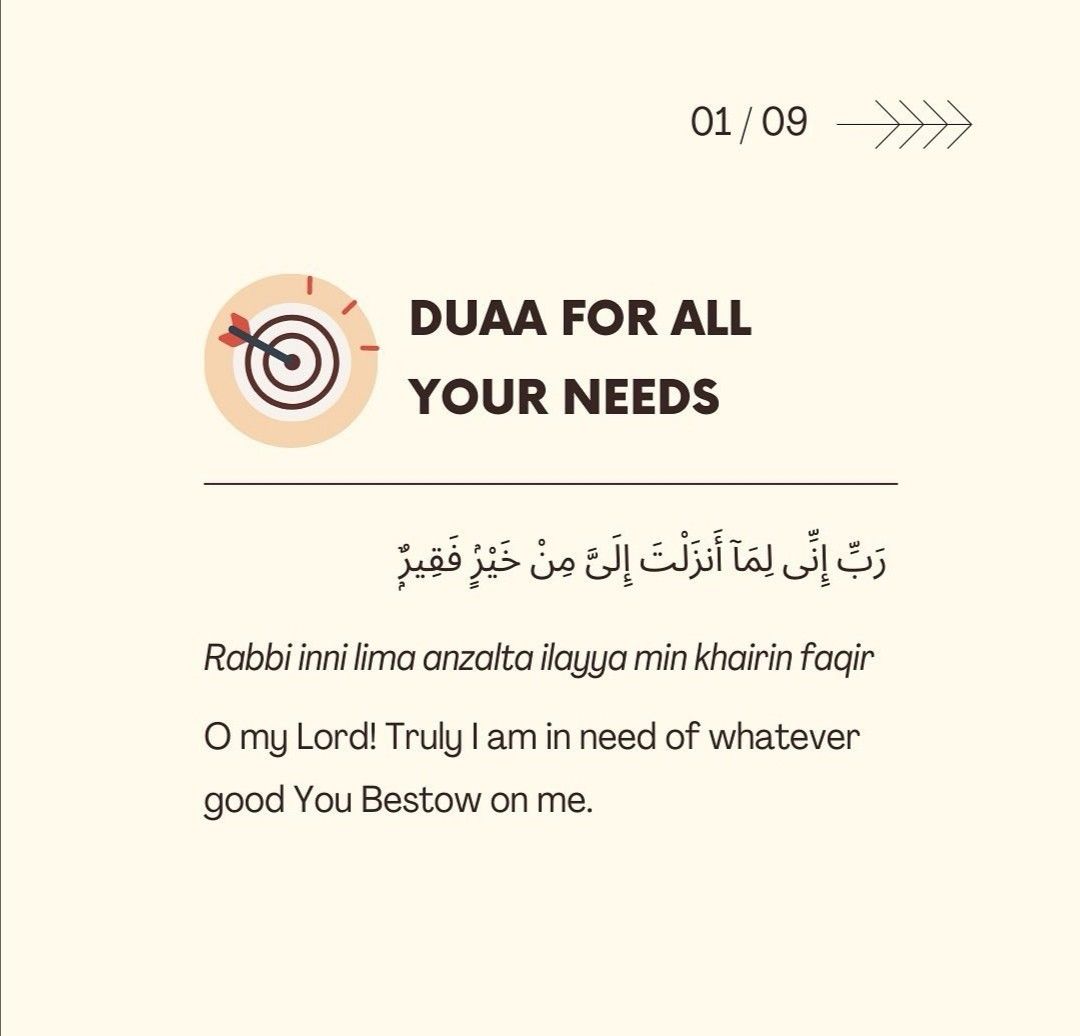 01 / 09
DUAA FOR ALL
YOUR NEEDS
رَبِّ إِنِّى لِمَآ أَنزَلْتَ إِلَىَّ مِنْ خَيْرٍۢ فَقِيرٌۭ
Rabbi inni lima anzalta ilayya min khairin faqir
O my Lord! Truly I am in need of whatever
good You Bestow on me.